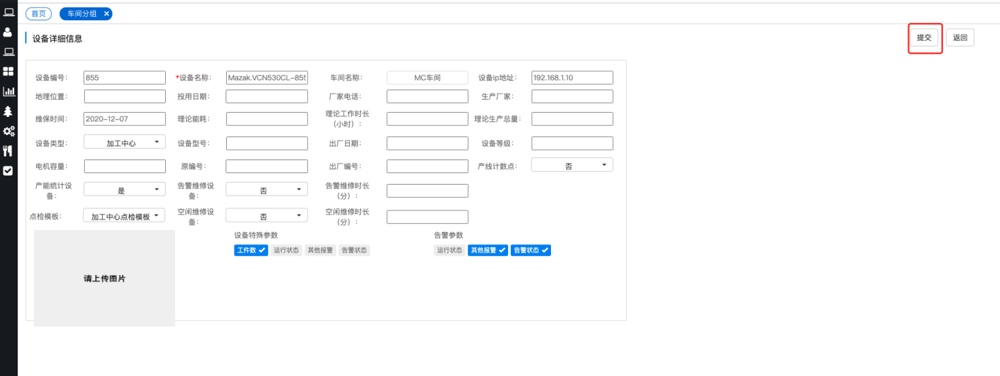 首页 车间分组 ×
设备详细信息 提交 返回
设备编号: 855 *设备名称: Mazak.VCN530CL-855 车间名称: MC车间 设备ip地址: 192.168.1.10
地理位置: 投用日期: 厂家电话: 生产厂家:
维保时间: 2020-12-07 理论能耗: 理论工作时长(小时): 理论生产总量:
设备类型: 加工中心 设备型号: 出厂日期: 设备等级:
电机容量: 原编号: 出厂编号: 产线计数点: 否
产能统计设备: 是 告警维修设备: 否 告警维修时长(分):
点检模板: 加工中心点检模板 空闲维修设备: 否 空闲维修时长(分):
设备特殊参数 告警参数
工件数 运行状态 其他报警 告警状态 运行状态 其他报警 告警状态
请上传图片